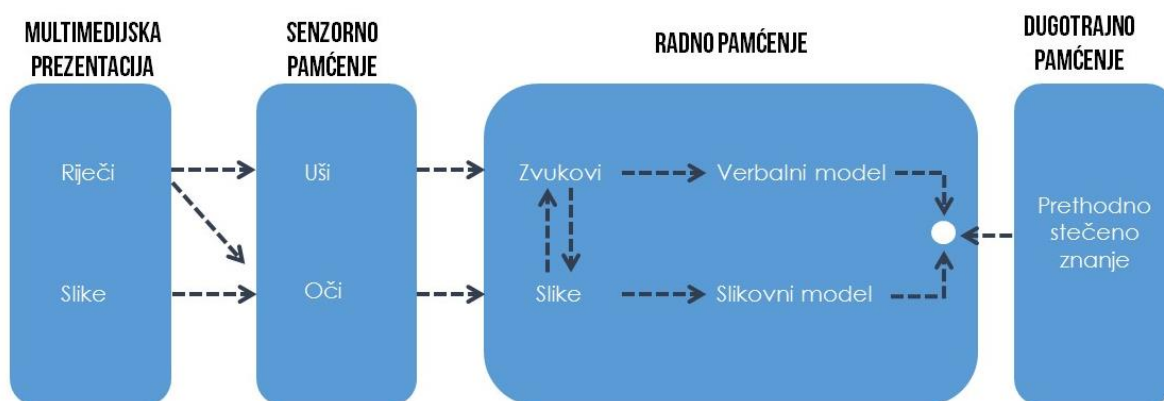 MULTIMEDIJSKA
PREZENTACIJA
SENZORNO
PAMĆENJE
RADNO PAMĆENJE
DUGOTRAJNO
PAMĆENJE
Riječi
Uši
Zvukovi
Verbalni model
Prethodno
stečeno
znanje
Slike
Oči
Slike
Slikovni model